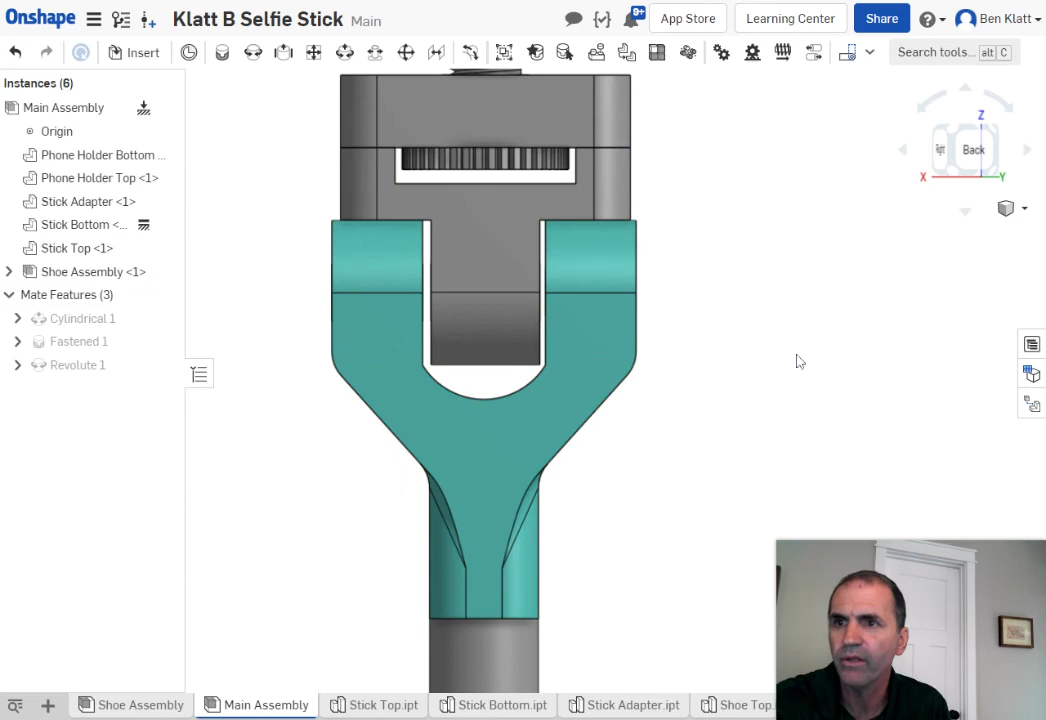 Onshape
Klatt B Selfie Stick Main
9+
App Store
Learning Center
Share
Ben Klatt
Insert
Search tools... alt C
Instances (6)
Main Assembly
Origin
Phone Holder Bottom ...
Phone Holder Top <1>
Stick Adapter <1>
Stick Bottom <...
Stick Top <1>
Shoe Assembly <1>
Mate Features (3)
Cylindrical 1
Fastened 1
Revolute 1
Z
Right
Back
X
Y
Shoe Assembly
Main Assembly
Stick Top.ipt
Stick Bottom.ipt
Stick Adapter.ipt
Shoe Top.